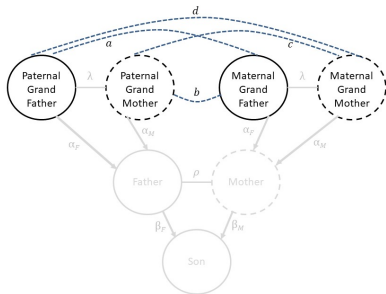 d
a
c
Paternal
Grand
Father
λ
Paternal
Grand
Mother
b
Maternal
Grand
Father
λ
Maternal
Grand
Mother
α_F
α_M
α_F
α_M
Father
ρ
Mother
β_F
β_M
Son